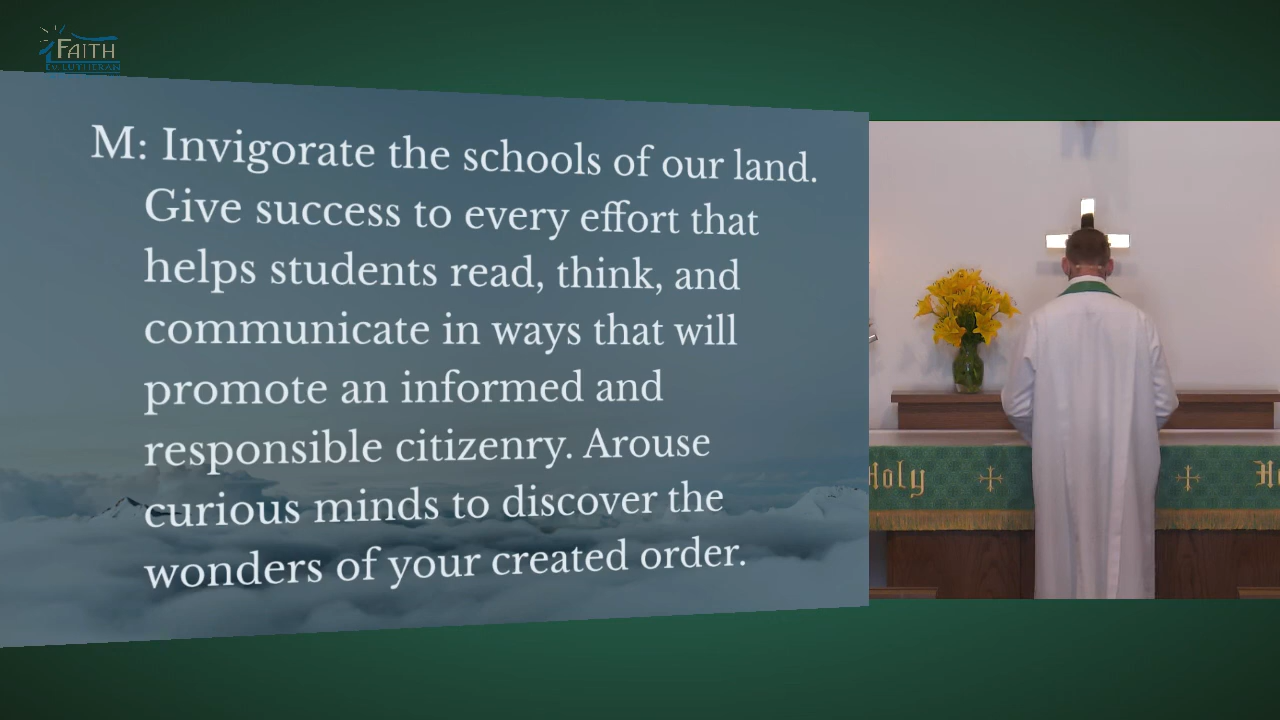 FAITH
EV. LUTHERAN
M: Invigorate the schools of our land.
Give success to every effort that
helps students read, think, and
communicate in ways that will
promote an informed and
responsible citizenry. Arouse
curious minds to discover the
wonders of your created order.
Holy